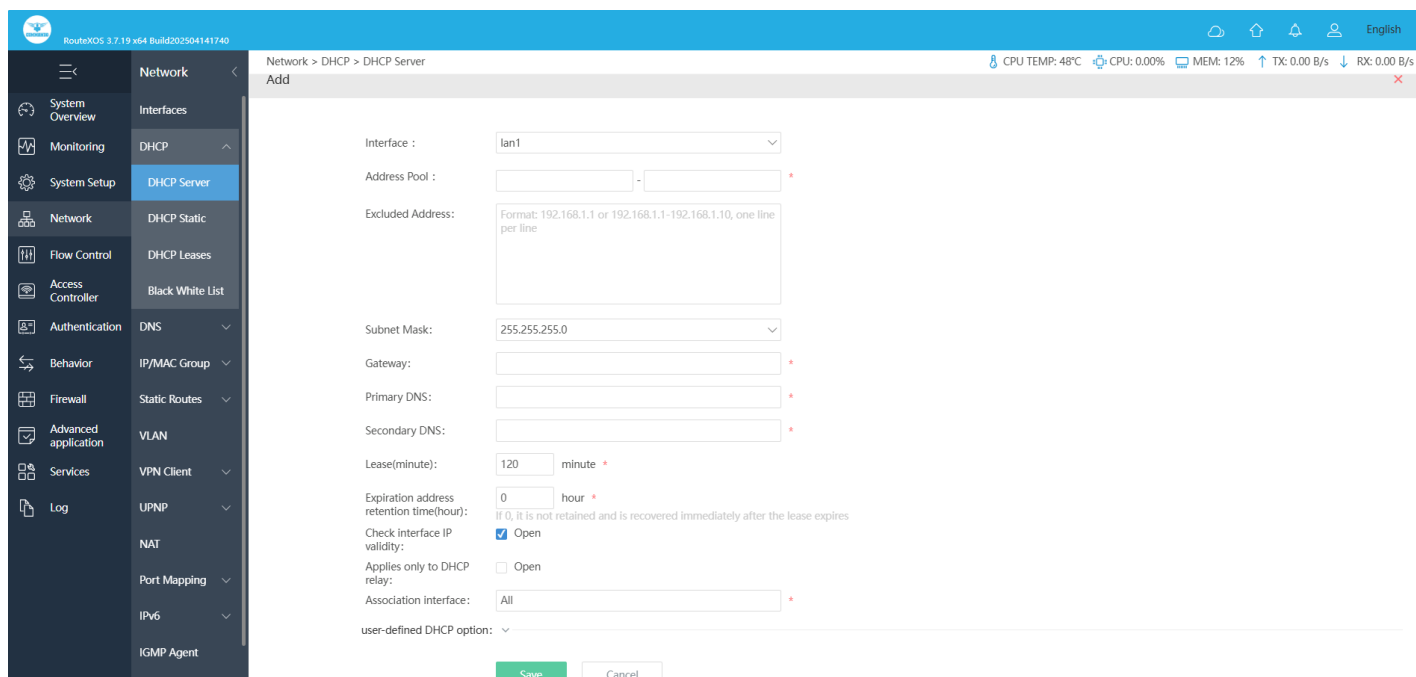 RouteXOS 3.7.19 x64 Build202504141740
English
Network
Network > DHCP > DHCP Server
CPU TEMP: 48℃ CPU: 0.00% MEM: 12% TX: 0.00 B/s RX: 0.00 B/s
Add
System
Overview
Monitoring
System Setup
Network
Flow Control
Access
Controller
Authentication
Behavior
Firewall
Advanced
application
Services
Log
Interfaces
DHCP
DHCP Server
DHCP Static
DHCP Leases
Black White List
DNS
IP/MAC Group
Static Routes
VLAN
VPN Client
UPNP
NAT
Port Mapping
IPv6
IGMP Agent
Interface : lan1
Address Pool : - *
Excluded Address: Format: 192.168.1.1 or 192.168.1.1-192.168.1.10, one line
per line
Subnet Mask: 255.255.255.0
Gateway: *
Primary DNS: *
Secondary DNS: *
Lease(minute): 120 minute *
Expiration address
retention time(hour): 0 hour *
If 0, it is not retained and is recovered immediately after the lease expires
Check interface IP
validity: Open
Applies only to DHCP
relay: Open
Association interface: All *
user-defined DHCP option:
Save Cancel